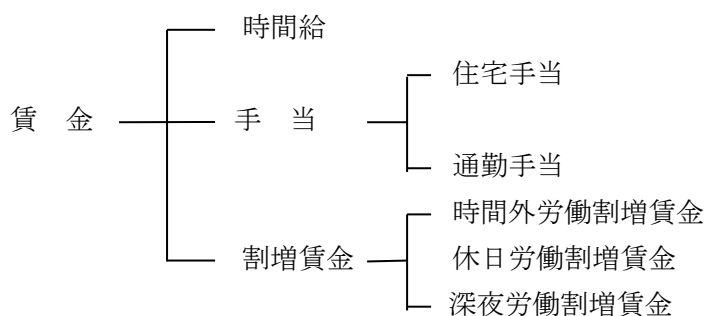 時間給
住宅手当
賃　金
手　当
通勤手当
時間外労働割増賃金
割増賃金
休日労働割増賃金
深夜労働割増賃金